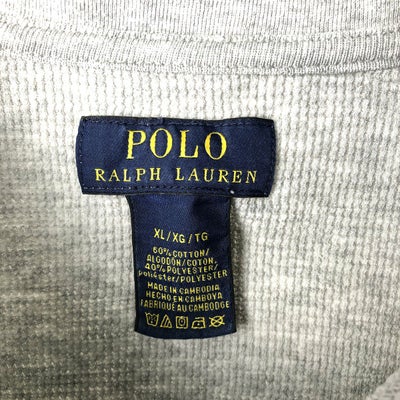 POLO
RALPH LAUREN
XL/XG/TG
60% COTTON/
ALGODÓN/COTON,
40% POLYESTER/
POLIÉSTER/POLYESTER
MADE IN CAMBODIA
HECHO EN CAMBOYA
FABRIQUE AU CAMBODGE